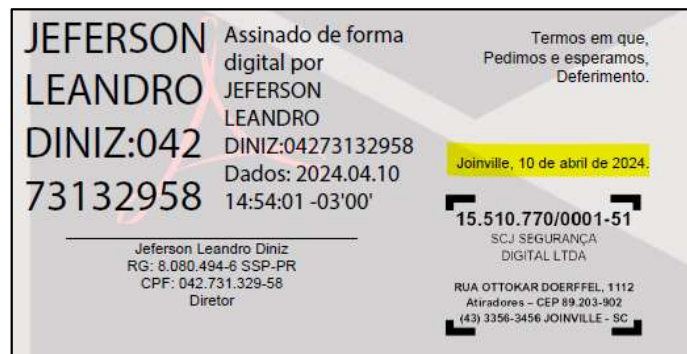 JEFERSON
LEANDRO
DINIZ:042
73132958
Assinado de forma
digital por
JEFERSON
LEANDRO
DINIZ:04273132958
Dados: 2024.04.10
14:54:01 -03'00'
Jeferson Leandro Diniz
RG: 8.080.494-6 SSP-PR
CPF: 042.731.329-58
Diretor
Termos em que,
Pedimos e esperamos,
Deferimento.
Joinville, 10 de abril de 2024.
15.510.770/0001-51
SCJ SEGURANÇA
DIGITAL LTDA
RUA OTTOKAR DOERFFEL, 1112
Atiradores – CEP 89.203-902
(43) 3356-3456 JOINVILLE - SC